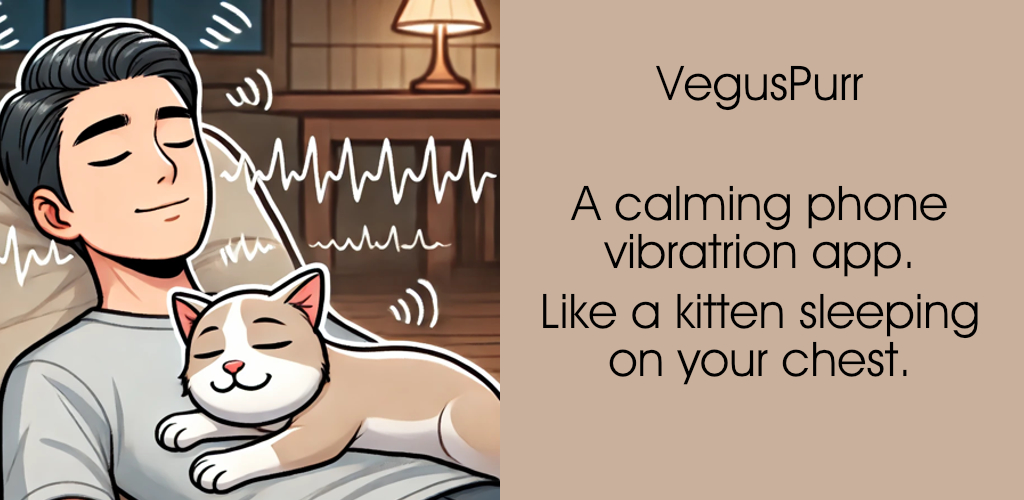 VegusPurr
A calming phone
vibratrion app.
Like a kitten sleeping
on your chest.